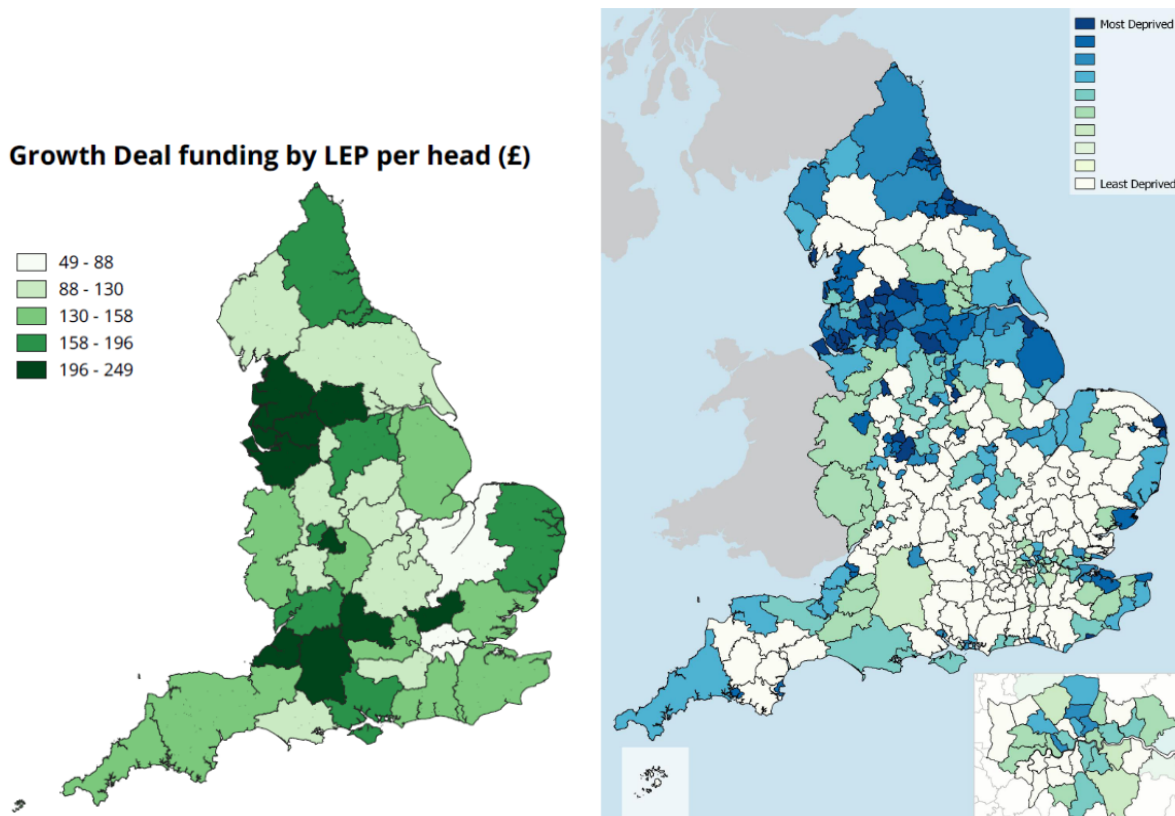 Growth Deal funding by LEP per head (£)
49 - 88
88 - 130
130 - 158
158 - 196
196 - 249
Most Deprived
Least Deprived